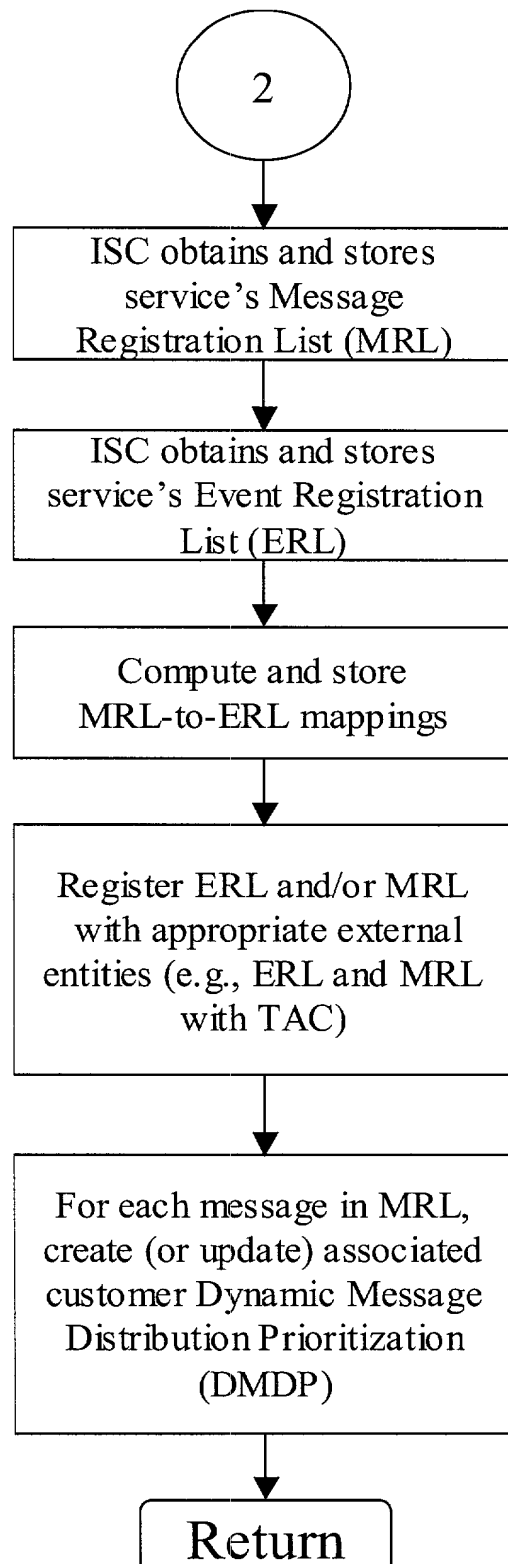 2
ISC obtains and stores
service's Message
Registration List (MRL)
ISC obtains and stores
service's Event Registration
List (ERL)
Compute and store
MRL-to-ERL mappings
Register ERL and/or MRL
with appropriate external
entities (e.g., ERL and MRL
with TAC)
For each message in MRL,
create (or update) associated
customer Dynamic Message
Distribution Prioritization
(DMDP)
Return